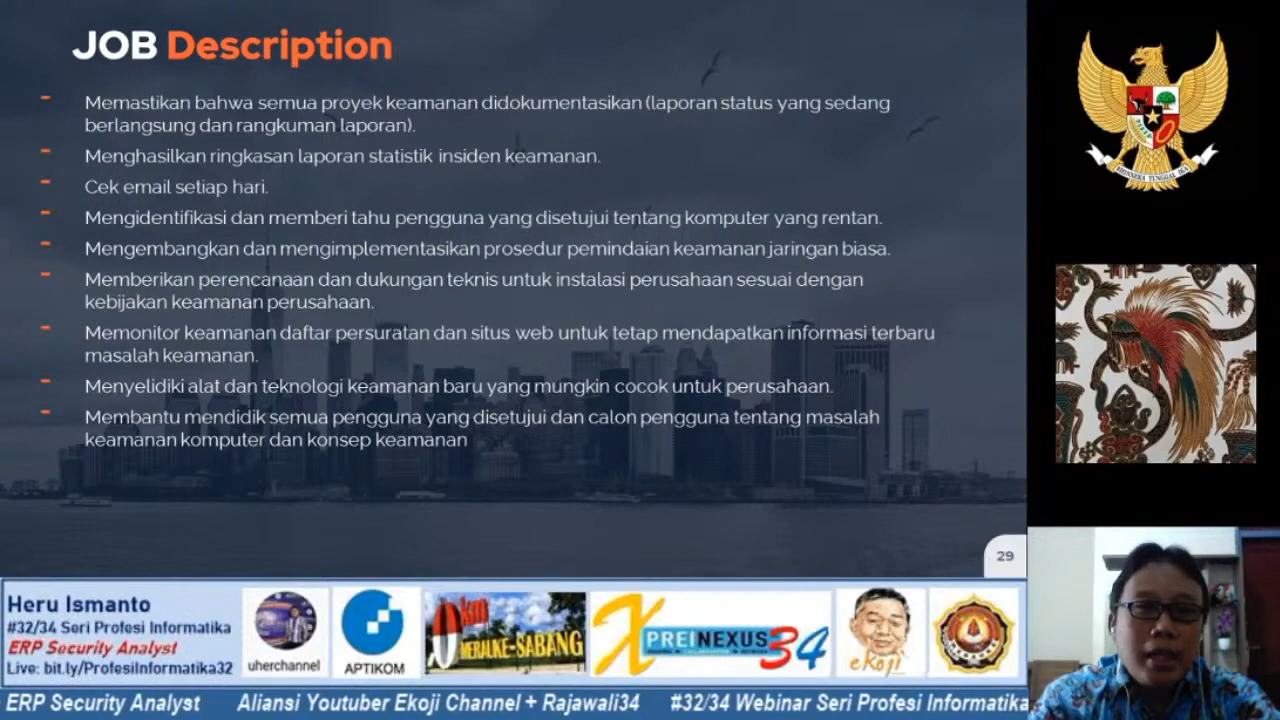 JOB Description
- Memastikan bahwa semua proyek keamanan didokumentasikan (laporan status yang sedang
berlangsung dan rangkuman laporan).
- Menghasilkan ringkasan laporan statistik insiden keamanan.
- Cek email setiap hari.
- Mengidentifikasi dan memberi tahu pengguna yang disetujui tentang komputer yang rentan.
- Mengembangkan dan mengimplementasikan prosedur pemindaian keamanan jaringan biasa.
- Memberikan perencanaan dan dukungan teknis untuk instalasi perusahaan sesuai dengan
kebijakan keamanan perusahaan.
- Memonitor keamanan daftar persuratan dan situs web untuk tetap mendapatkan informasi terbaru
masalah keamanan.
- Menyelidiki alat dan teknologi keamanan baru yang mungkin cocok untuk perusahaan.
- Membantu mendidik semua pengguna yang disetujui dan calon pengguna tentang masalah
keamanan komputer dan konsep keamanan
29
BHINNEKA TUNGGAL IKA
Heru Ismanto
#32/34 Seri Profesi Informatika
ERP Security Analyst
Live: bit.ly/ProfesiInformatika32
uherchannel
APTIKOM
0 km
MERAUKE-SABANG
X
PREINEXUS 34
ekoji
ERP Security Analyst Aliansi Youtuber Ekoji Channel + Rajawali34 #32/34 Webinar Seri Profesi Informatika